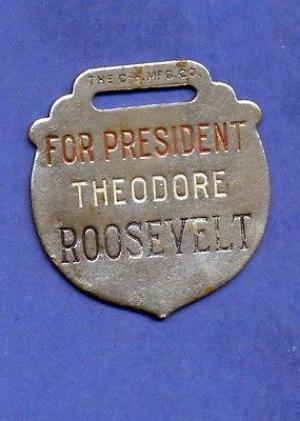 THE C-H. MFG. CO.
FOR PRESIDENT
THEODORE
ROOSEVELT